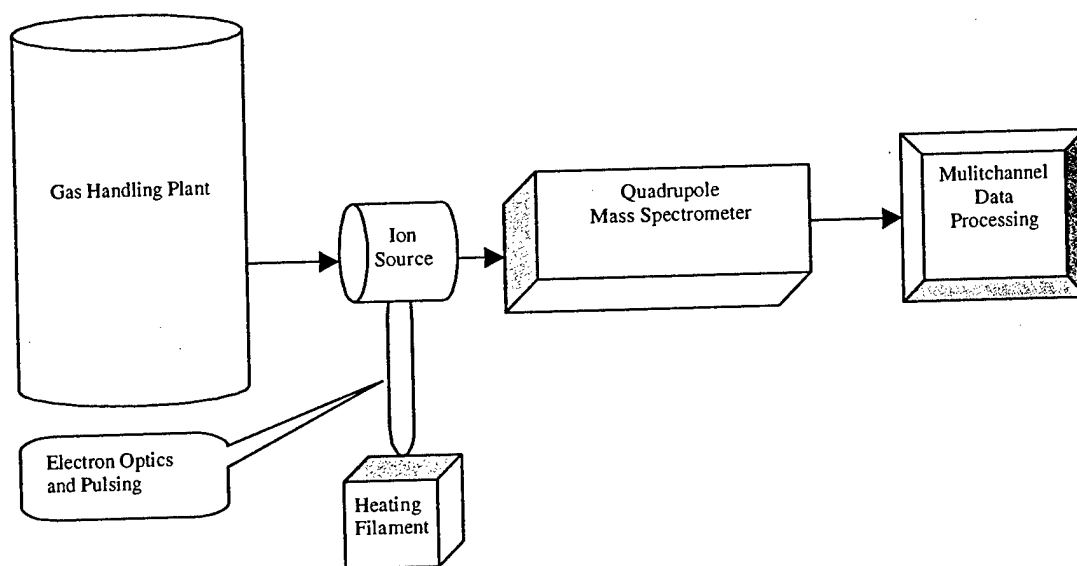 Gas Handling Plant
Ion
Source
Quadrupole
Mass Spectrometer
Mulitchannel
Data
Processing
Electron Optics
and Pulsing
Heating
Filament